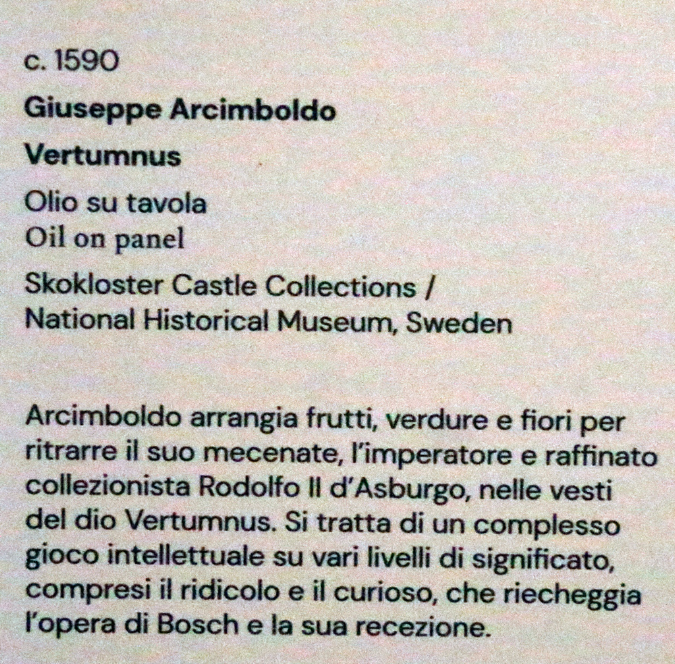 c. 1590
Giuseppe Arcimboldo
Vertumnus
Olio su tavola
Oil on panel
Skokloster Castle Collections /
National Historical Museum, Sweden
Arcimboldo arrangia frutti, verdure e fiori per
ritrarre il suo mecenate, l’imperatore e raffinato
collezionista Rodolfo II d’Asburgo, nelle vesti
del dio Vertumnus. Si tratta di un complesso
gioco intellettuale su vari livelli di significato,
compresi il ridicolo e il curioso, che riecheggia
l’opera di Bosch e la sua recezione.